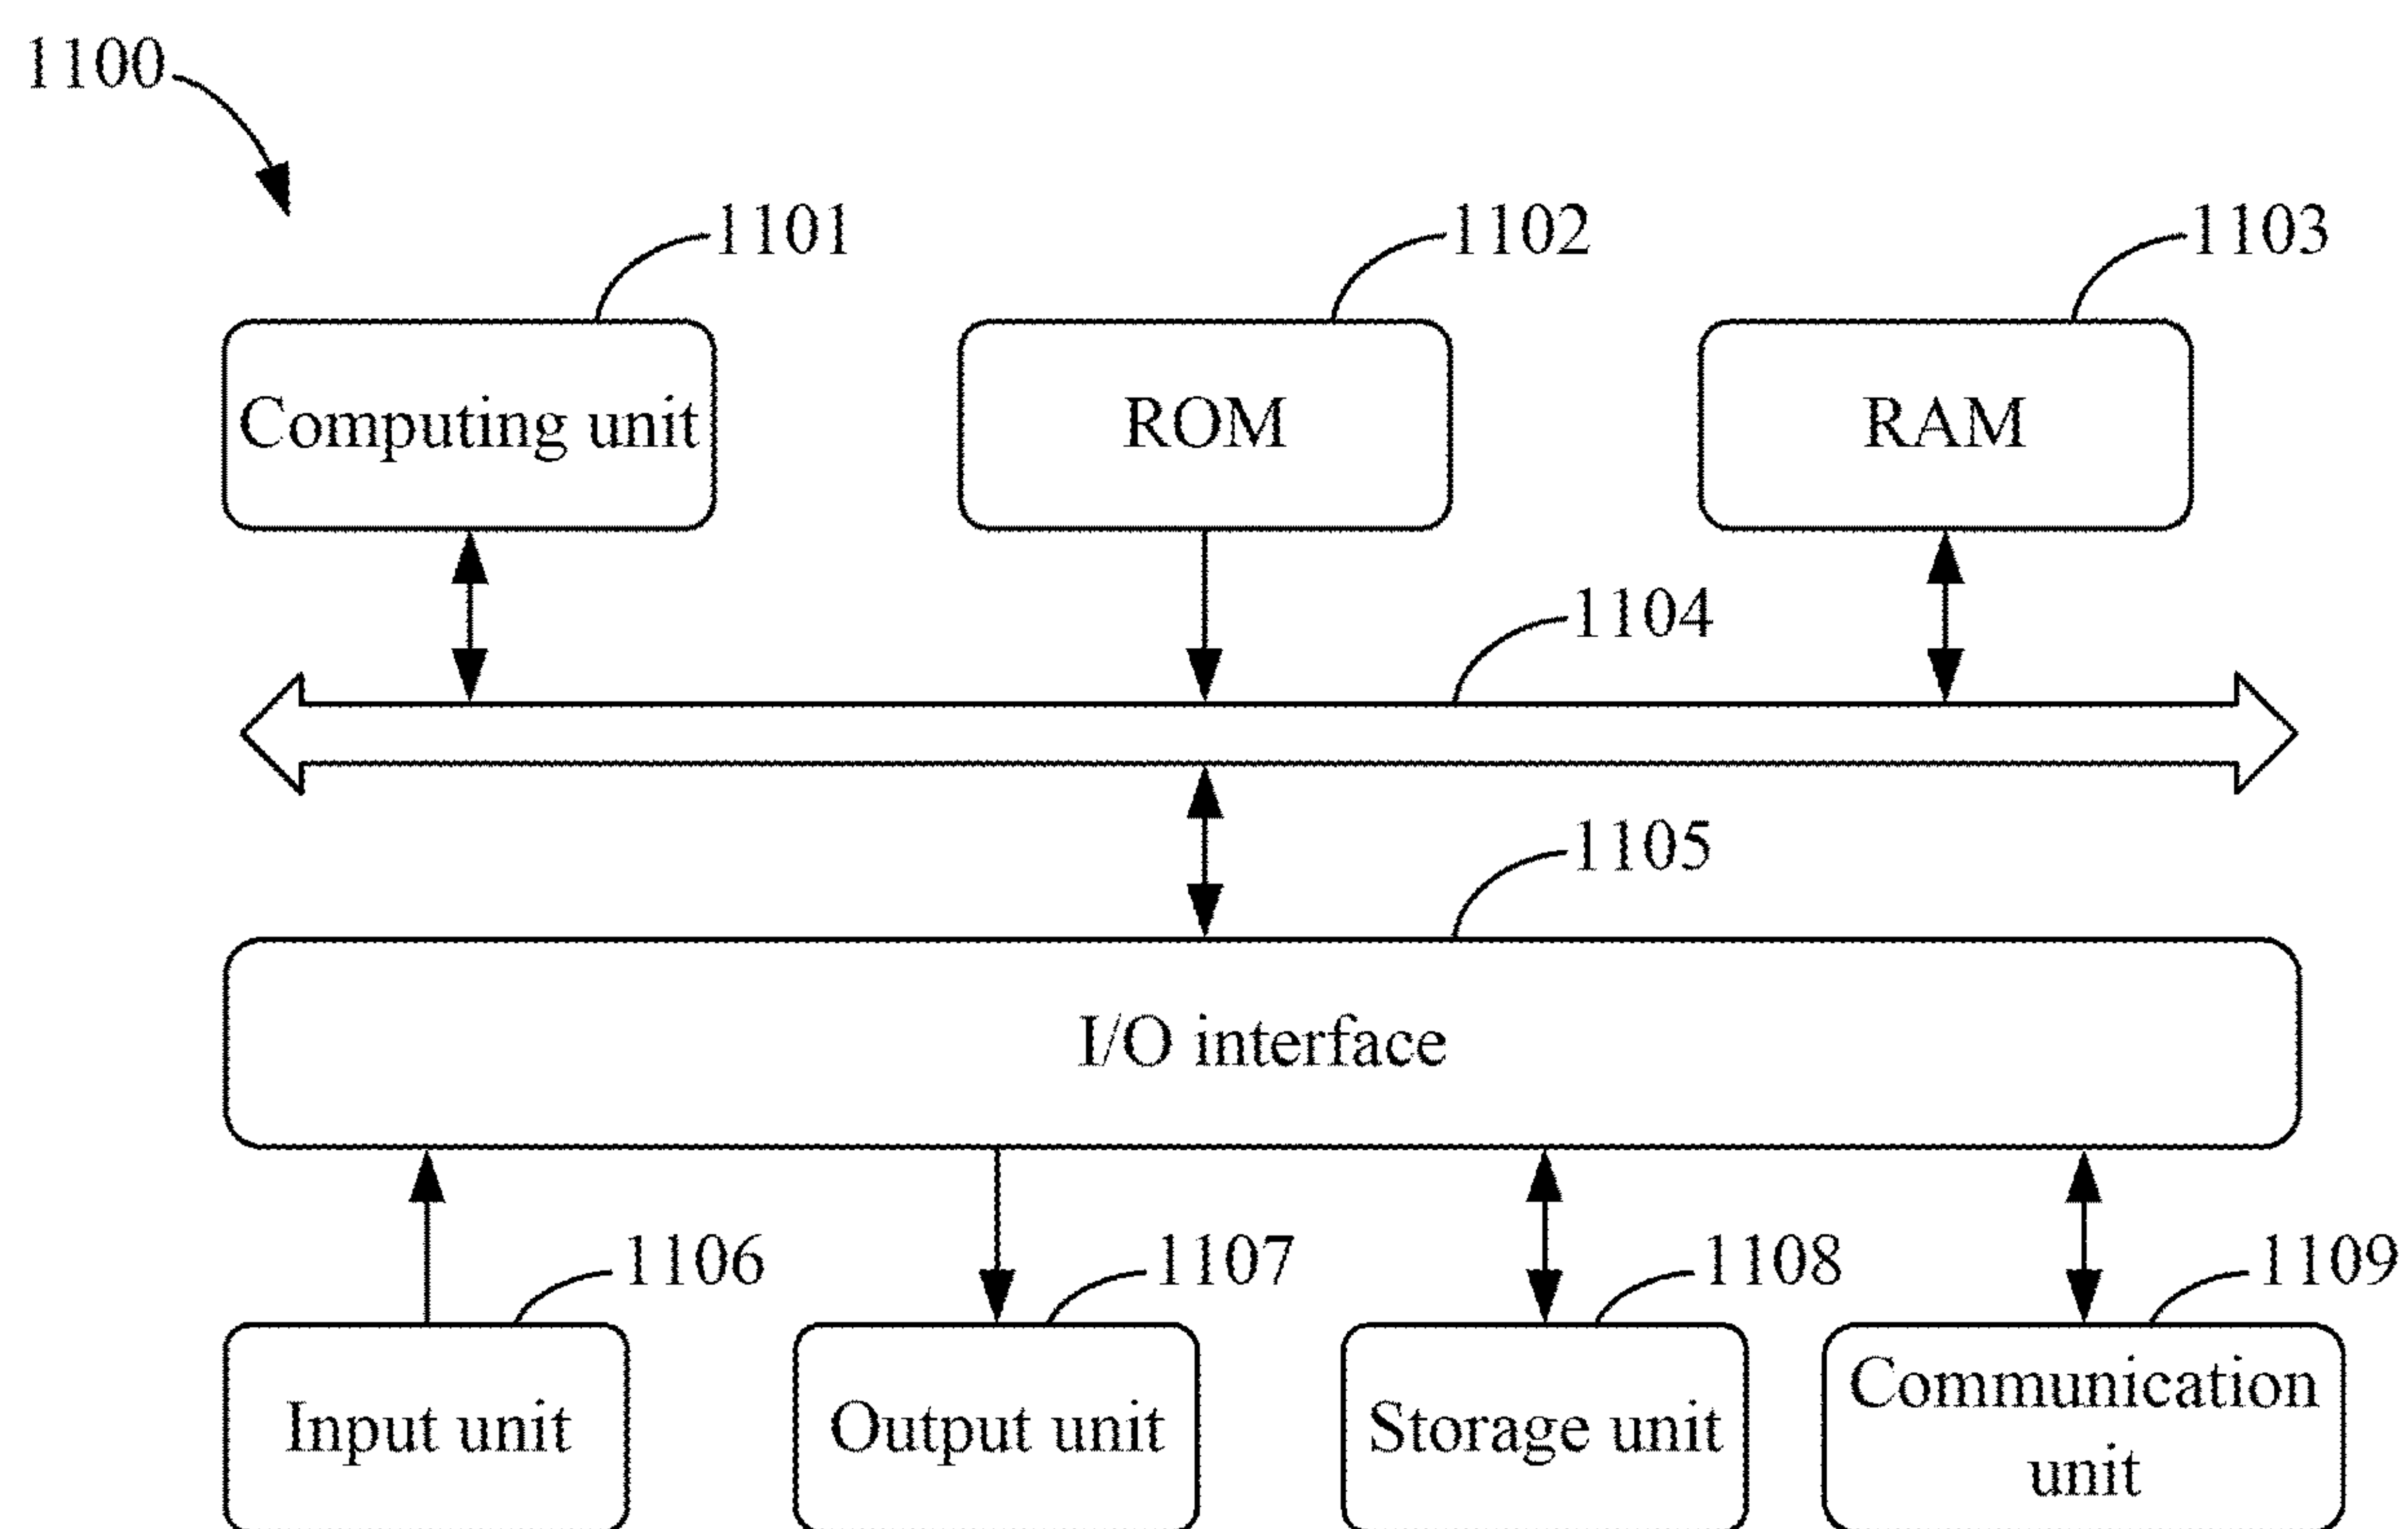 1100
1101
1102
1103
Computing unit
ROM
RAM
1104
1105
I/O interface
1106
1107
1108
1109
Input unit
Output unit
Storage unit
Communication
unit